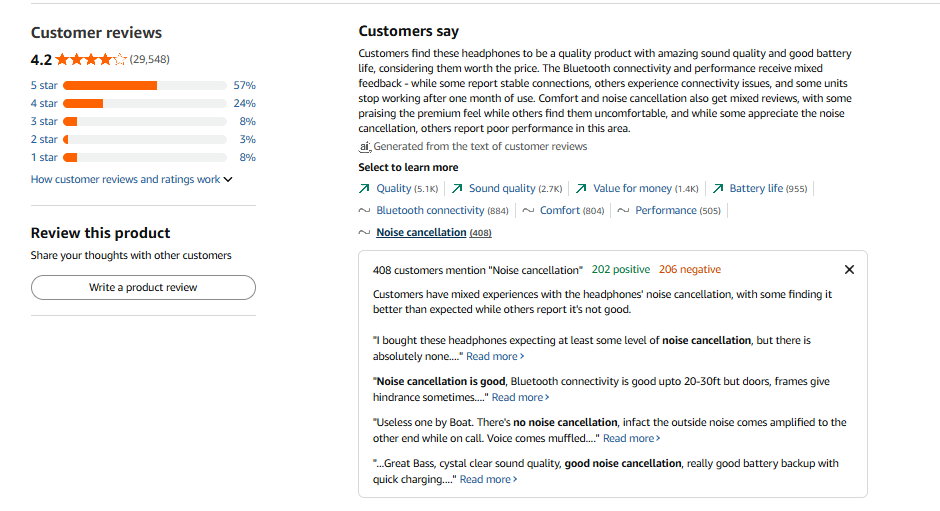 Customer reviews
4.2 (29,548)
5 star 57%
4 star 24%
3 star 8%
2 star 3%
1 star 8%
How customer reviews and ratings work
Review this product
Share your thoughts with other customers
Write a product review
Customers say
Customers find these headphones to be a quality product with amazing sound quality and good battery
life, considering them worth the price. The Bluetooth connectivity and performance receive mixed
feedback - while some report stable connections, others experience connectivity issues, and some units
stop working after one month of use. Comfort and noise cancellation also get mixed reviews, with some
praising the premium feel while others find them uncomfortable, and while some appreciate the noise
cancellation, others report poor performance in this area.
ai Generated from the text of customer reviews
Select to learn more
Quality (5.1K) Sound quality (2.7K) Value for money (1.4K) Battery life (955)
Bluetooth connectivity (884) Comfort (804) Performance (505)
Noise cancellation (408)
408 customers mention "Noise cancellation" 202 positive 206 negative
Customers have mixed experiences with the headphones' noise cancellation, with some finding it
better than expected while others report it's not good.
"I bought these headphones expecting at least some level of noise cancellation, but there is
absolutely none...." Read more
"Noise cancellation is good, Bluetooth connectivity is good upto 20-30ft but doors, frames give
hindrance sometimes...." Read more
"Useless one by Boat. There's no noise cancellation, infact the outside noise comes amplified to the
other end while on call. Voice comes muffled...." Read more
"...Great Bass, cystal clear sound quality, good noise cancellation, really good battery backup with
quick charging...." Read more